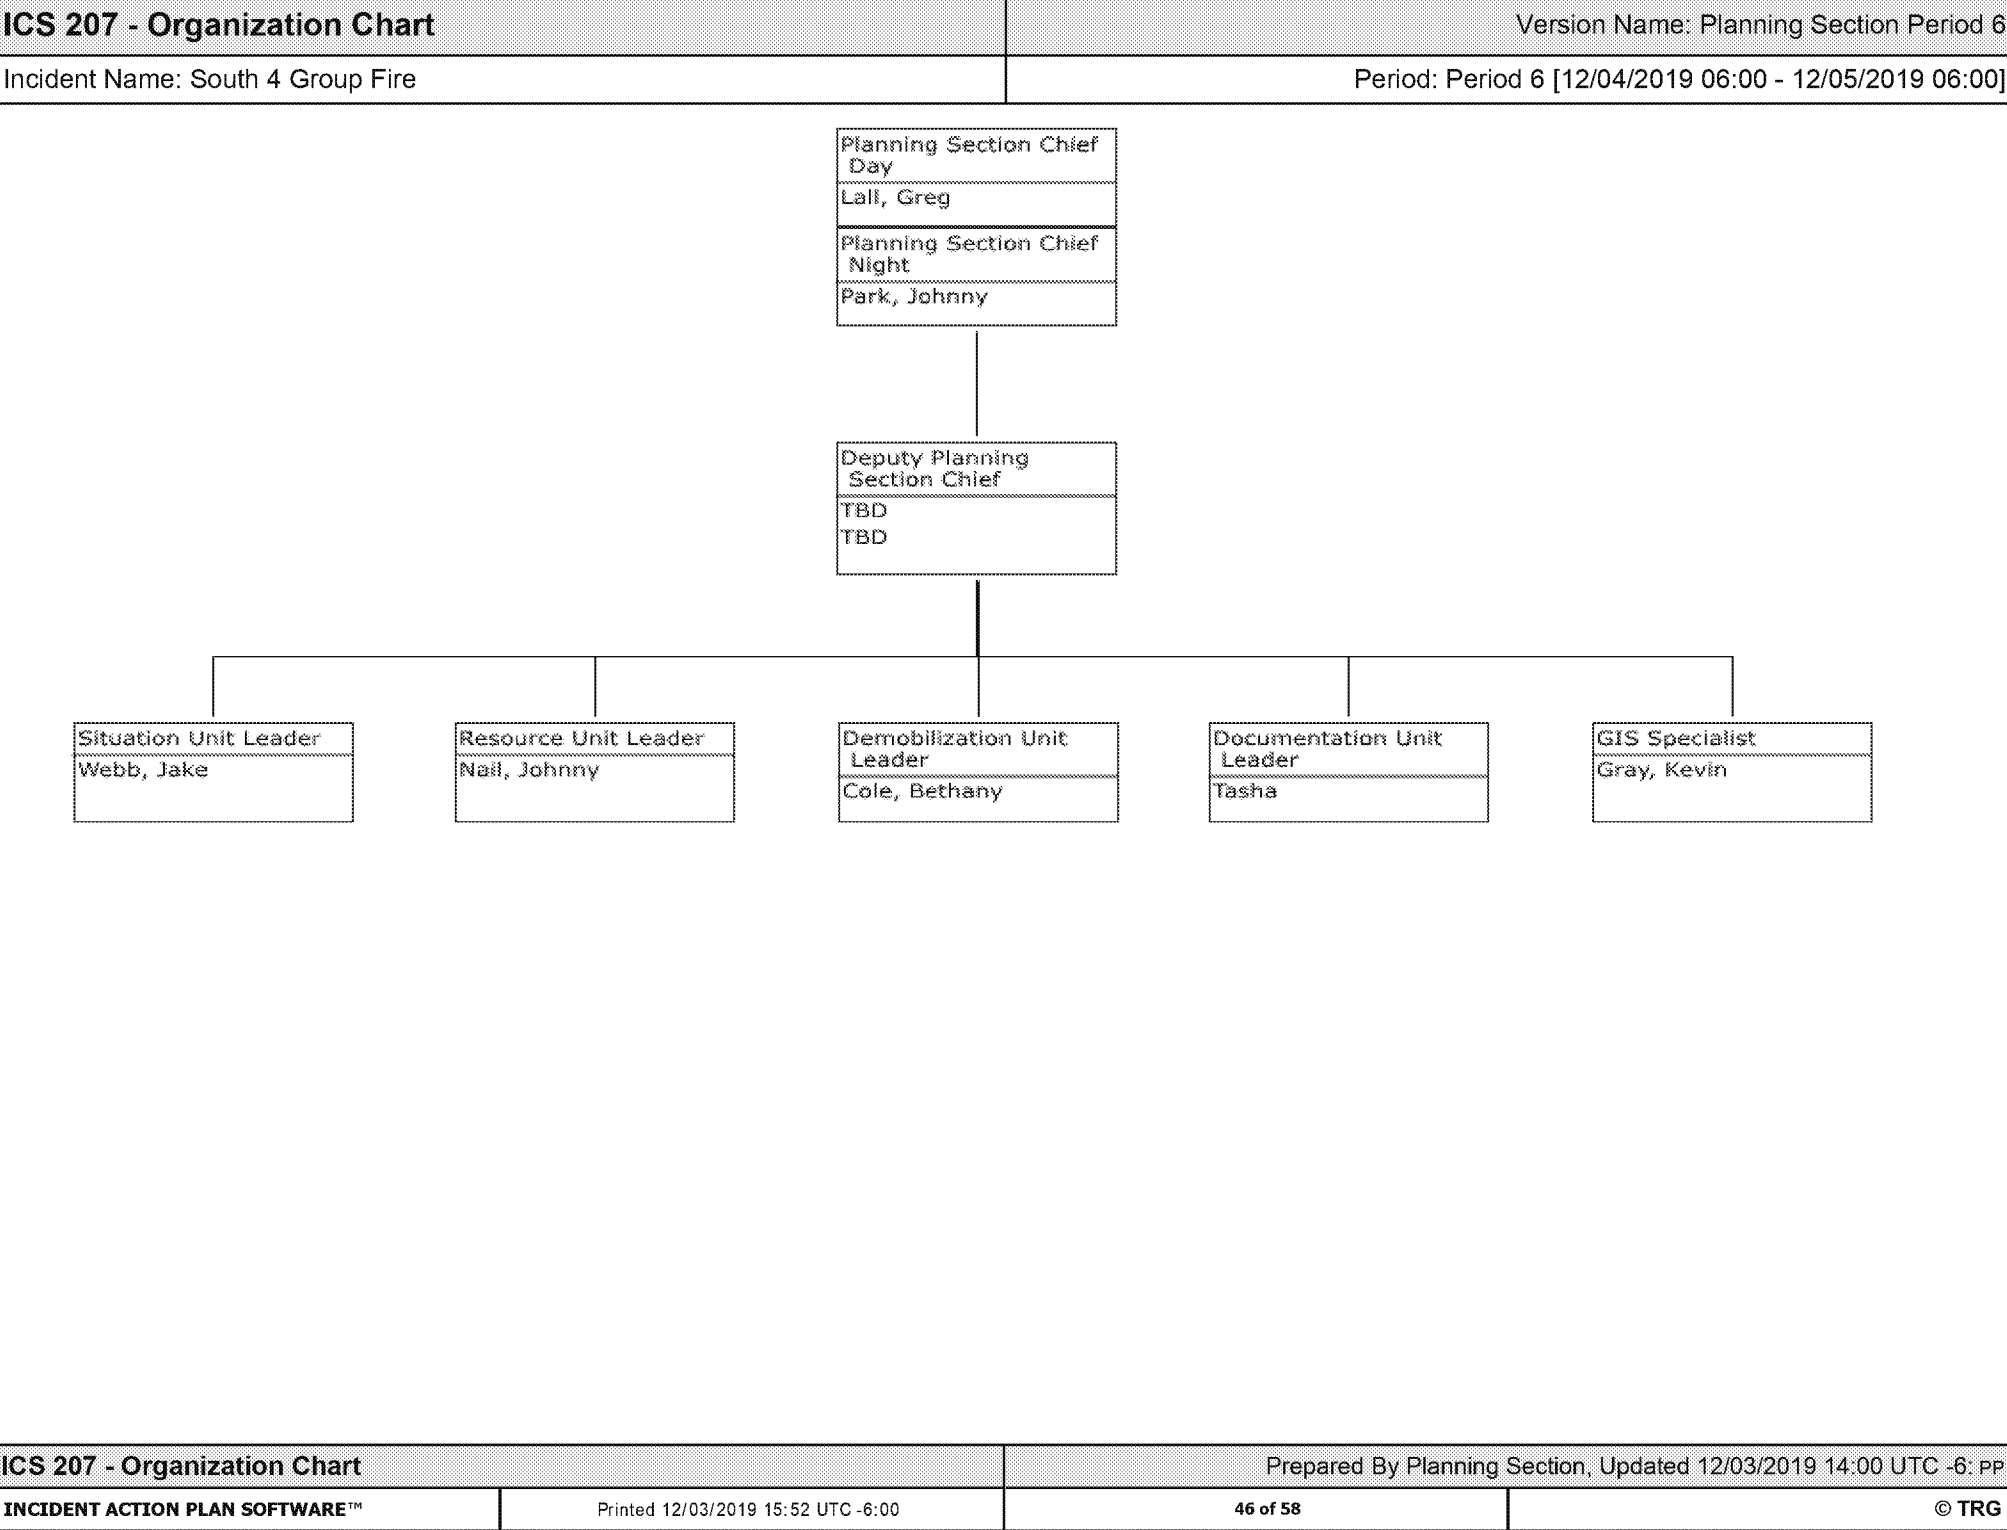 ICS 207 - Organization Chart
Version Name: Planning Section Period 6
Incident Name: South 4 Group Fire
Period: Period 6 [12/04/2019 06:00 - 12/05/2019 06:00]
Planning Section Chief
Day
Lall, Greg
Planning Section Chief
Night
Park, Johnny
Deputy Planning
Section Chief
TBD
TBD
Situation Unit Leader
Webb, Jake
Resource Unit Leader
Nail, Johnny
Demobilization Unit
Leader
Cole, Bethany
Documentation Unit
Leader
Tasha
GIS Specialist
Gray, Kevin
ICS 207 - Organization Chart
Prepared By Planning Section, Updated 12/03/2019 14:00 UTC -6: PP
INCIDENT ACTION PLAN SOFTWARE™
Printed 12/03/2019 15:52 UTC -6:00
46 of 58
© TRG